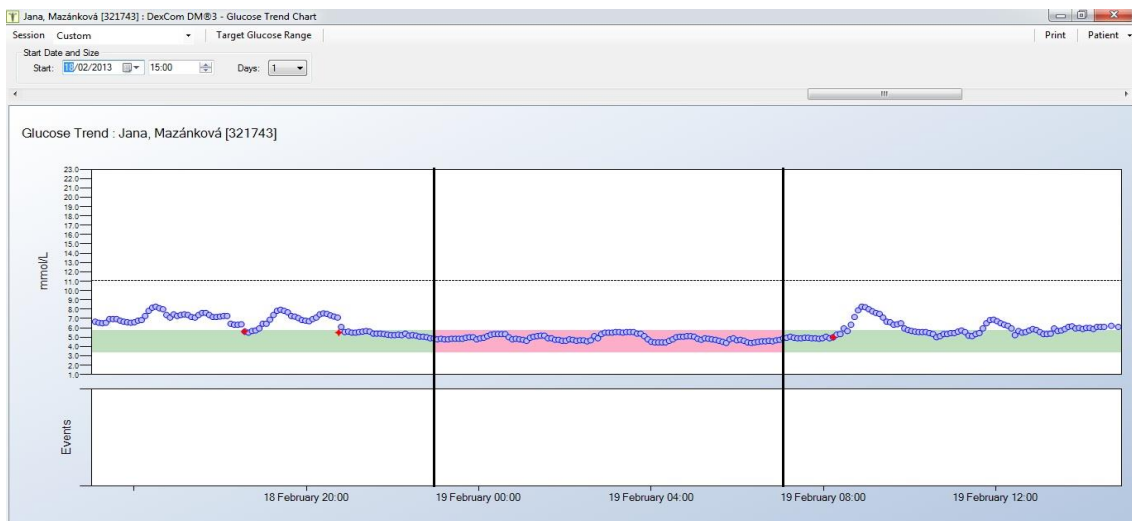 Jana, Mazánková [321743] : DexCom DM®3 - Glucose Trend Chart
Session Custom Target Glucose Range Print Patient
Start Date and Size
Start: 18/02/2013 15:00 Days: 1
Glucose Trend : Jana, Mazánková [321743]
23.0
22.0
21.0
20.0
19.0
18.0
17.0
16.0
15.0
14.0
13.0
12.0
11.0
10.0
9.0
8.0
7.0
6.0
5.0
4.0
3.0
2.0
1.0
mmol/L
Events
18 February 20:00 19 February 00:00 19 February 04:00 19 February 08:00 19 February 12:00